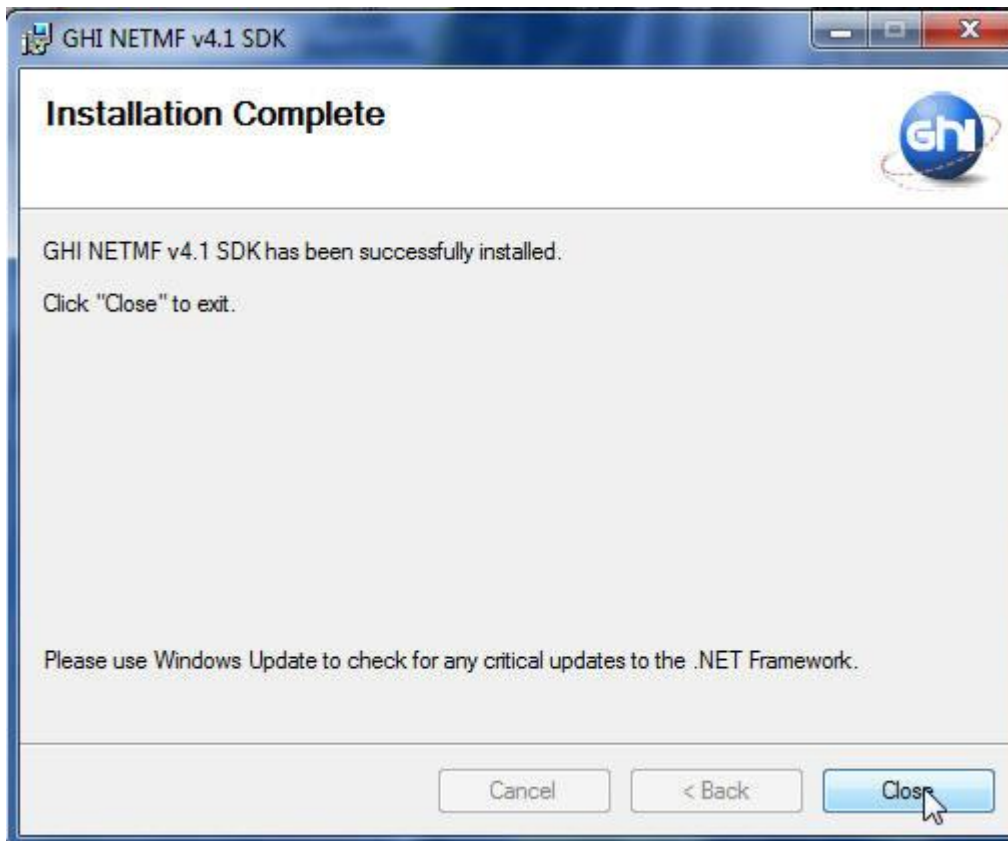 GHI NETMF v4.1 SDK
Installation Complete
GHI
GHI NETMF v4.1 SDK has been successfully installed.
Click "Close" to exit.
Please use Windows Update to check for any critical updates to the .NET Framework.
Cancel
< Back
Close